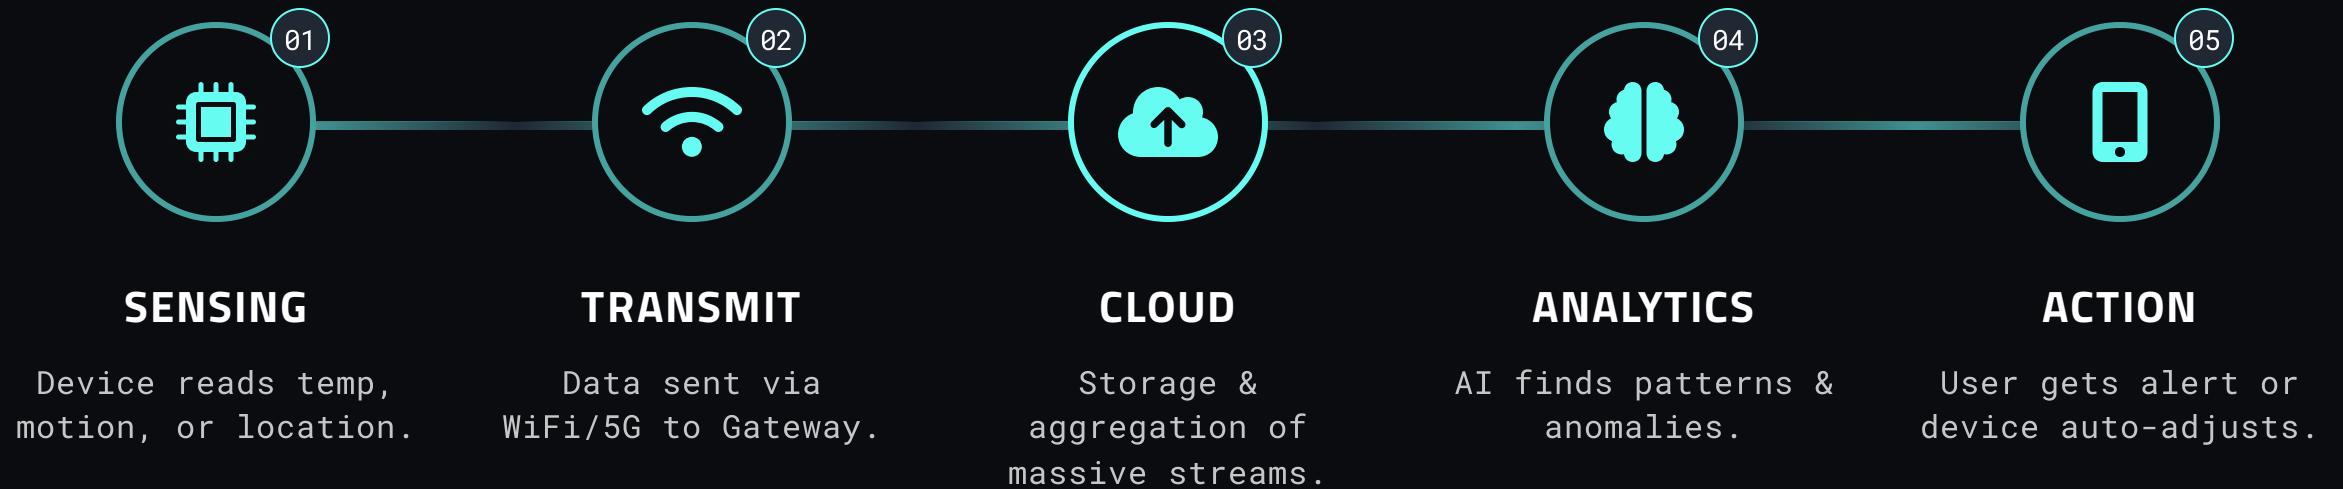 01
02
03
04
05
SENSING
Device reads temp,
motion, or location.
TRANSMIT
Data sent via
WiFi/5G to Gateway.
CLOUD
Storage &
aggregation of
massive streams.
ANALYTICS
AI finds patterns &
anomalies.
ACTION
User gets alert or
device auto-adjusts.